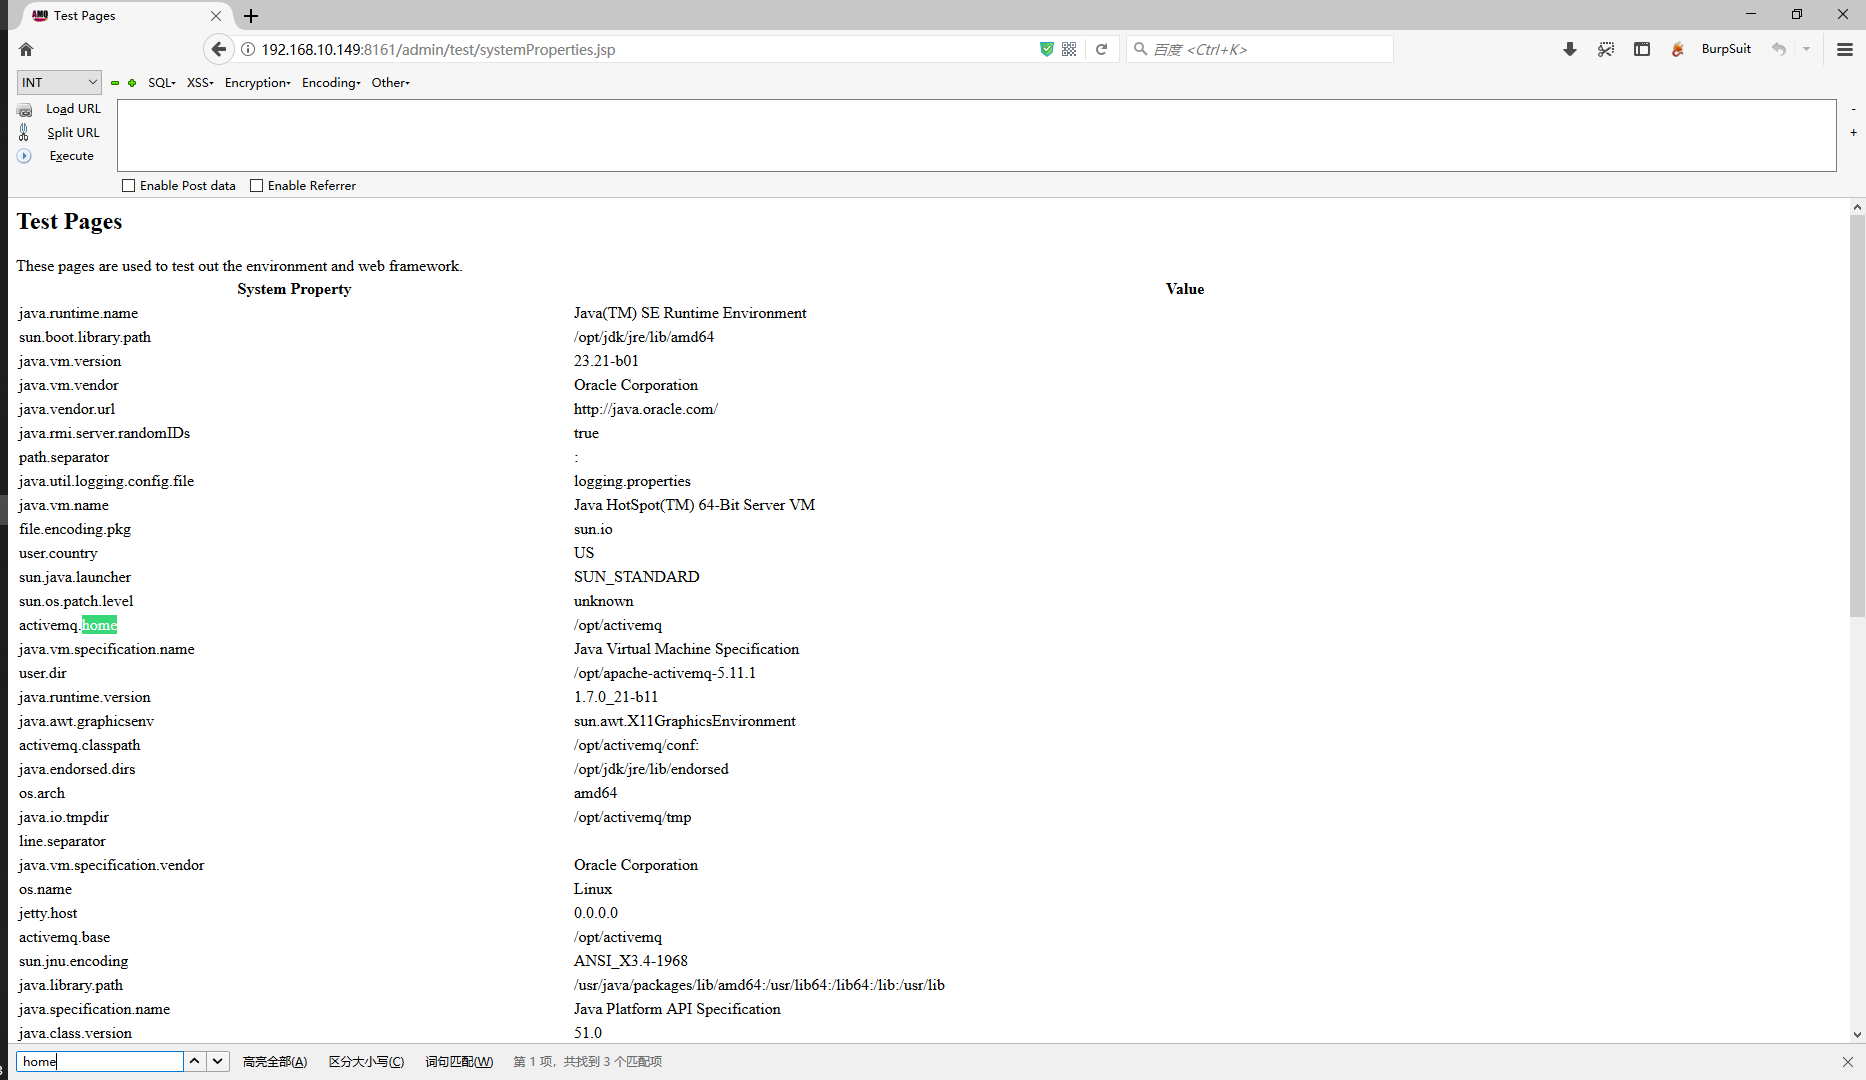 AMQ Test Pages
192.168.10.149:8161/admin/test/systemProperties.jsp
百度 <Ctrl+K>
BurpSuit
INT
SQL
XSS
Encryption
Encoding
Other
Load URL
Split URL
Execute
-
+
Enable Post data
Enable Referrer
Test Pages
These pages are used to test out the environment and web framework.
System Property Value
java.runtime.name Java(TM) SE Runtime Environment
sun.boot.library.path /opt/jdk/jre/lib/amd64
java.vm.version 23.21-b01
java.vm.vendor Oracle Corporation
java.vendor.url http://java.oracle.com/
java.rmi.server.randomIDs true
path.separator :
java.util.logging.config.file logging.properties
java.vm.name Java HotSpot(TM) 64-Bit Server VM
file.encoding.pkg sun.io
user.country US
sun.java.launcher SUN_STANDARD
sun.os.patch.level unknown
activemq.home /opt/activemq
java.vm.specification.name Java Virtual Machine Specification
user.dir /opt/apache-activemq-5.11.1
java.runtime.version 1.7.0_21-b11
java.awt.graphicsenv sun.awt.X11GraphicsEnvironment
activemq.classpath /opt/activemq/conf:
java.endorsed.dirs /opt/jdk/jre/lib/endorsed
os.arch amd64
java.io.tmpdir /opt/activemq/tmp
line.separator
java.vm.specification.vendor Oracle Corporation
os.name Linux
jetty.host 0.0.0.0
activemq.base /opt/activemq
sun.jnu.encoding ANSI_X3.4-1968
java.library.path /usr/java/packages/lib/amd64:/usr/lib64:/lib64:/lib:/usr/lib
java.specification.name Java Platform API Specification
java.class.version 51.0
home 高亮全部(A) 区分大小写(C) 词句匹配(W) 第 1 项，共找到 3 个匹配项